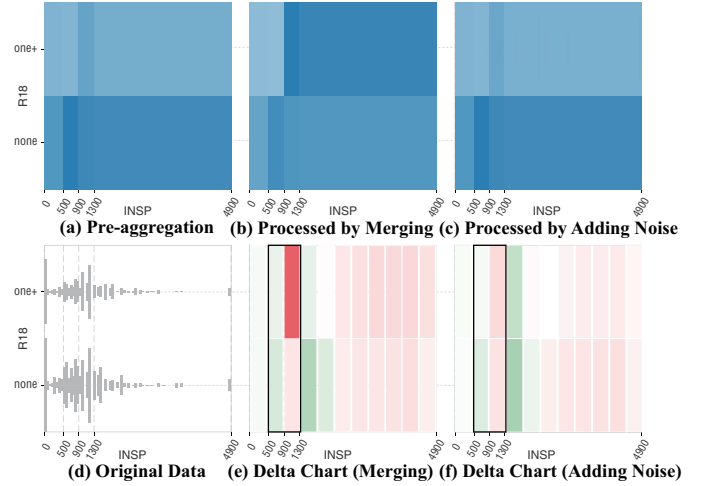 one+
R18
none
0 500 900 1300 4900
INSP
0 500 900 1300 4900
INSP
0 500 900 1300 4900
INSP
(a) Pre-aggregation
(b) Processed by Merging
(c) Processed by Adding Noise
one+
R18
none
0 500 900 1300 4900
INSP
0 500 900 1300 4900
INSP
0 500 900 1300 4900
INSP
(d) Original Data
(e) Delta Chart (Merging)
(f) Delta Chart (Adding Noise)